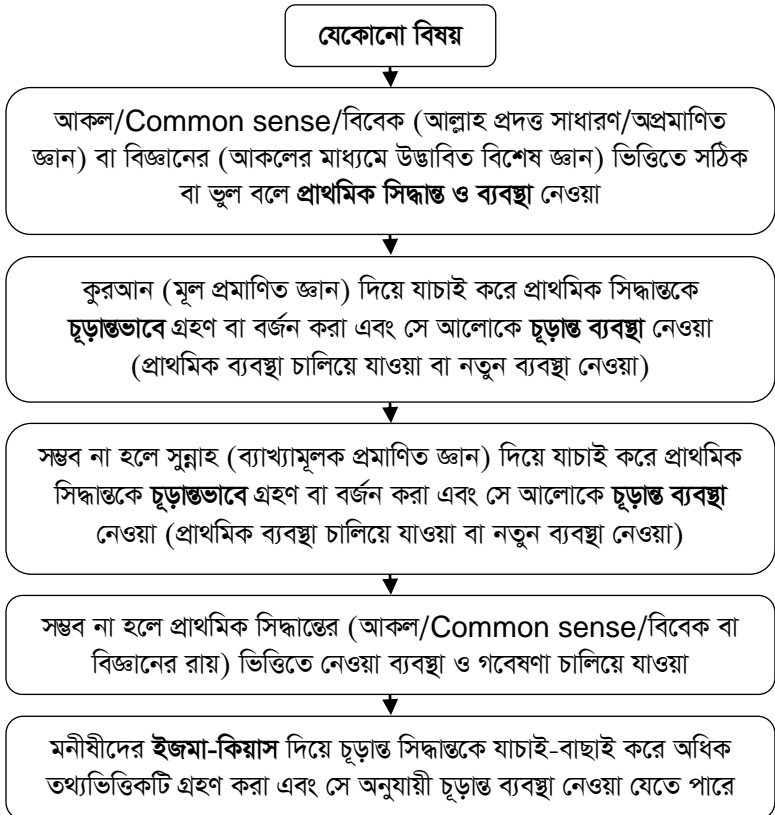 যেকোনো বিষয়
আকল/Common sense/বিবেক (আল্লাহ প্রদত্ত সাধারণ/অপ্রমাণিত
জ্ঞান) বা বিজ্ঞানের (আকলের মাধ্যমে উদ্ভাবিত বিশেষ জ্ঞান) ভিত্তিতে সঠিক
বা ভুল বলে প্রাথমিক সিদ্ধান্ত ও ব্যবস্থা নেওয়া
কুরআন (মূল প্রমাণিত জ্ঞান) দিয়ে যাচাই করে প্রাথমিক সিদ্ধান্তকে
চূড়ান্তভাবে গ্রহণ বা বর্জন করা এবং সে আলোকে চূড়ান্ত ব্যবস্থা নেওয়া
(প্রাথমিক ব্যবস্থা চালিয়ে যাওয়া বা নতুন ব্যবস্থা নেওয়া)
সম্ভব না হলে সুন্নাহ (ব্যাখ্যামূলক প্রমাণিত জ্ঞান) দিয়ে যাচাই করে প্রাথমিক
সিদ্ধান্তকে চূড়ান্তভাবে গ্রহণ বা বর্জন করা এবং সে আলোকে চূড়ান্ত ব্যবস্থা
নেওয়া (প্রাথমিক ব্যবস্থা চালিয়ে যাওয়া বা নতুন ব্যবস্থা নেওয়া)
সম্ভব না হলে প্রাথমিক সিদ্ধান্তের (আকল/Common sense/বিবেক বা
বিজ্ঞানের রায়) ভিত্তিতে নেওয়া ব্যবস্থা ও গবেষণা চালিয়ে যাওয়া
মনীষীদের ইজমা-কিয়াস দিয়ে চূড়ান্ত সিদ্ধান্তকে যাচাই-বাছাই করে অধিক
তথ্যভিত্তিকটি গ্রহণ করা এবং সে অনুযায়ী চূড়ান্ত ব্যবস্থা নেওয়া যেতে পারে